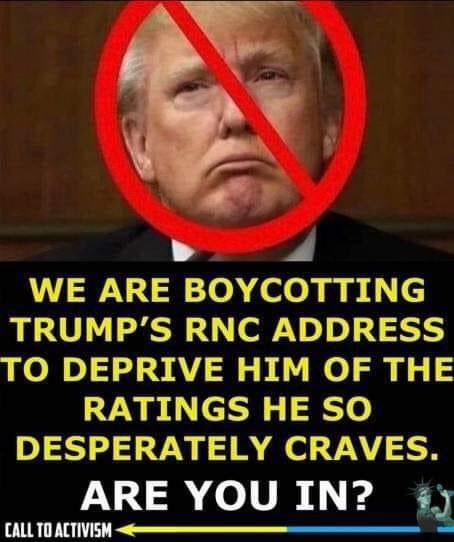 WE ARE BOYCOTTING
TRUMP'S RNC ADDRESS
TO DEPRIVE HIM OF THE
RATINGS HE SO
DESPERATELY CRAVES.
ARE YOU IN?
CALL TO ACTIVISM